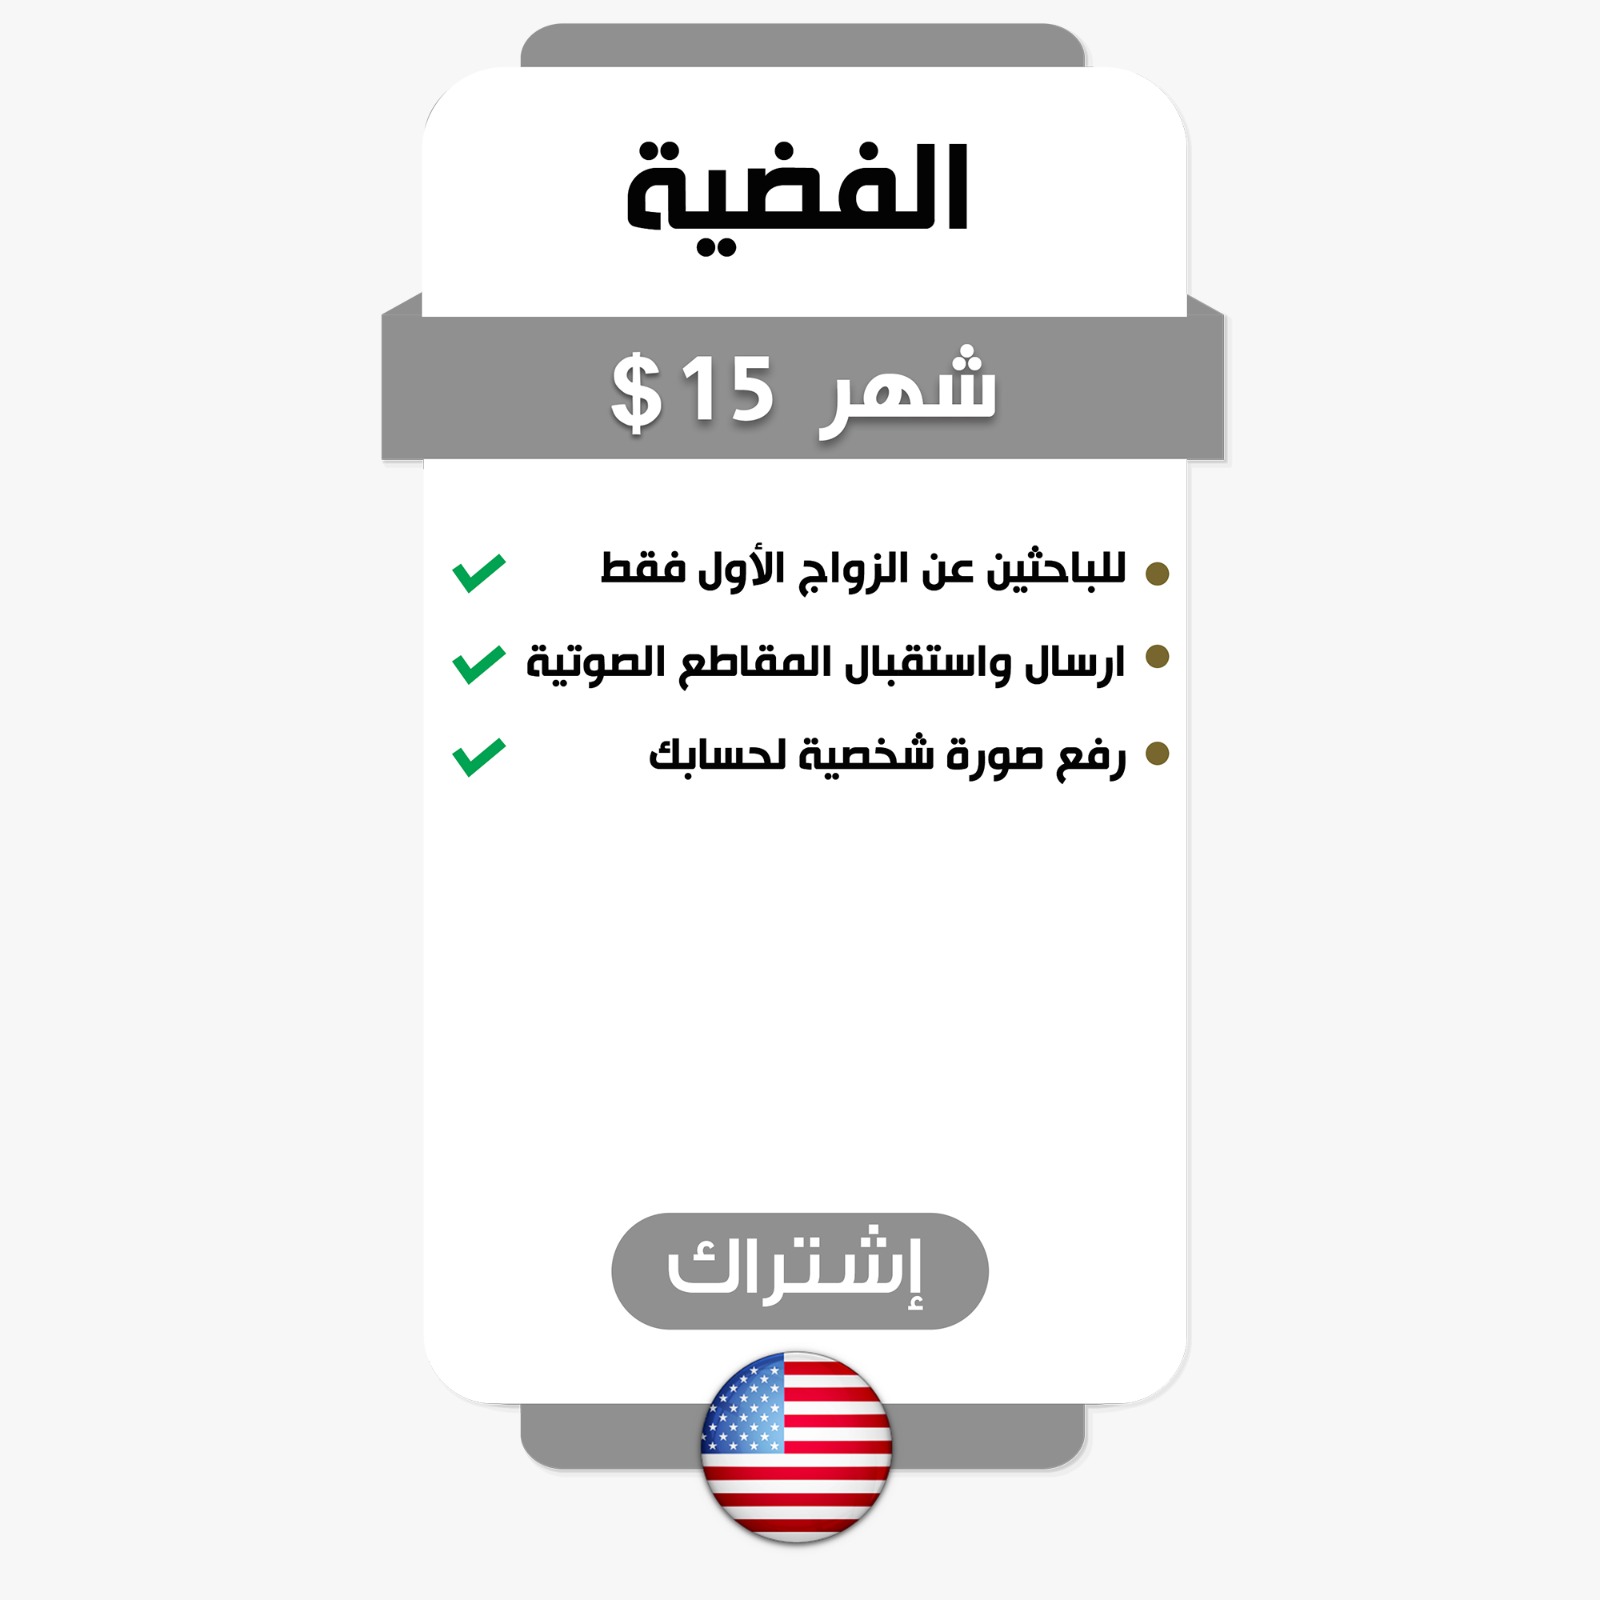 الفضية
شهر 15$
للباحثين عن الزواج الأول فقط
ارسال واستقبال المقاطع الصوتية
رفع صورة شخصية لحسابك
إشتراك